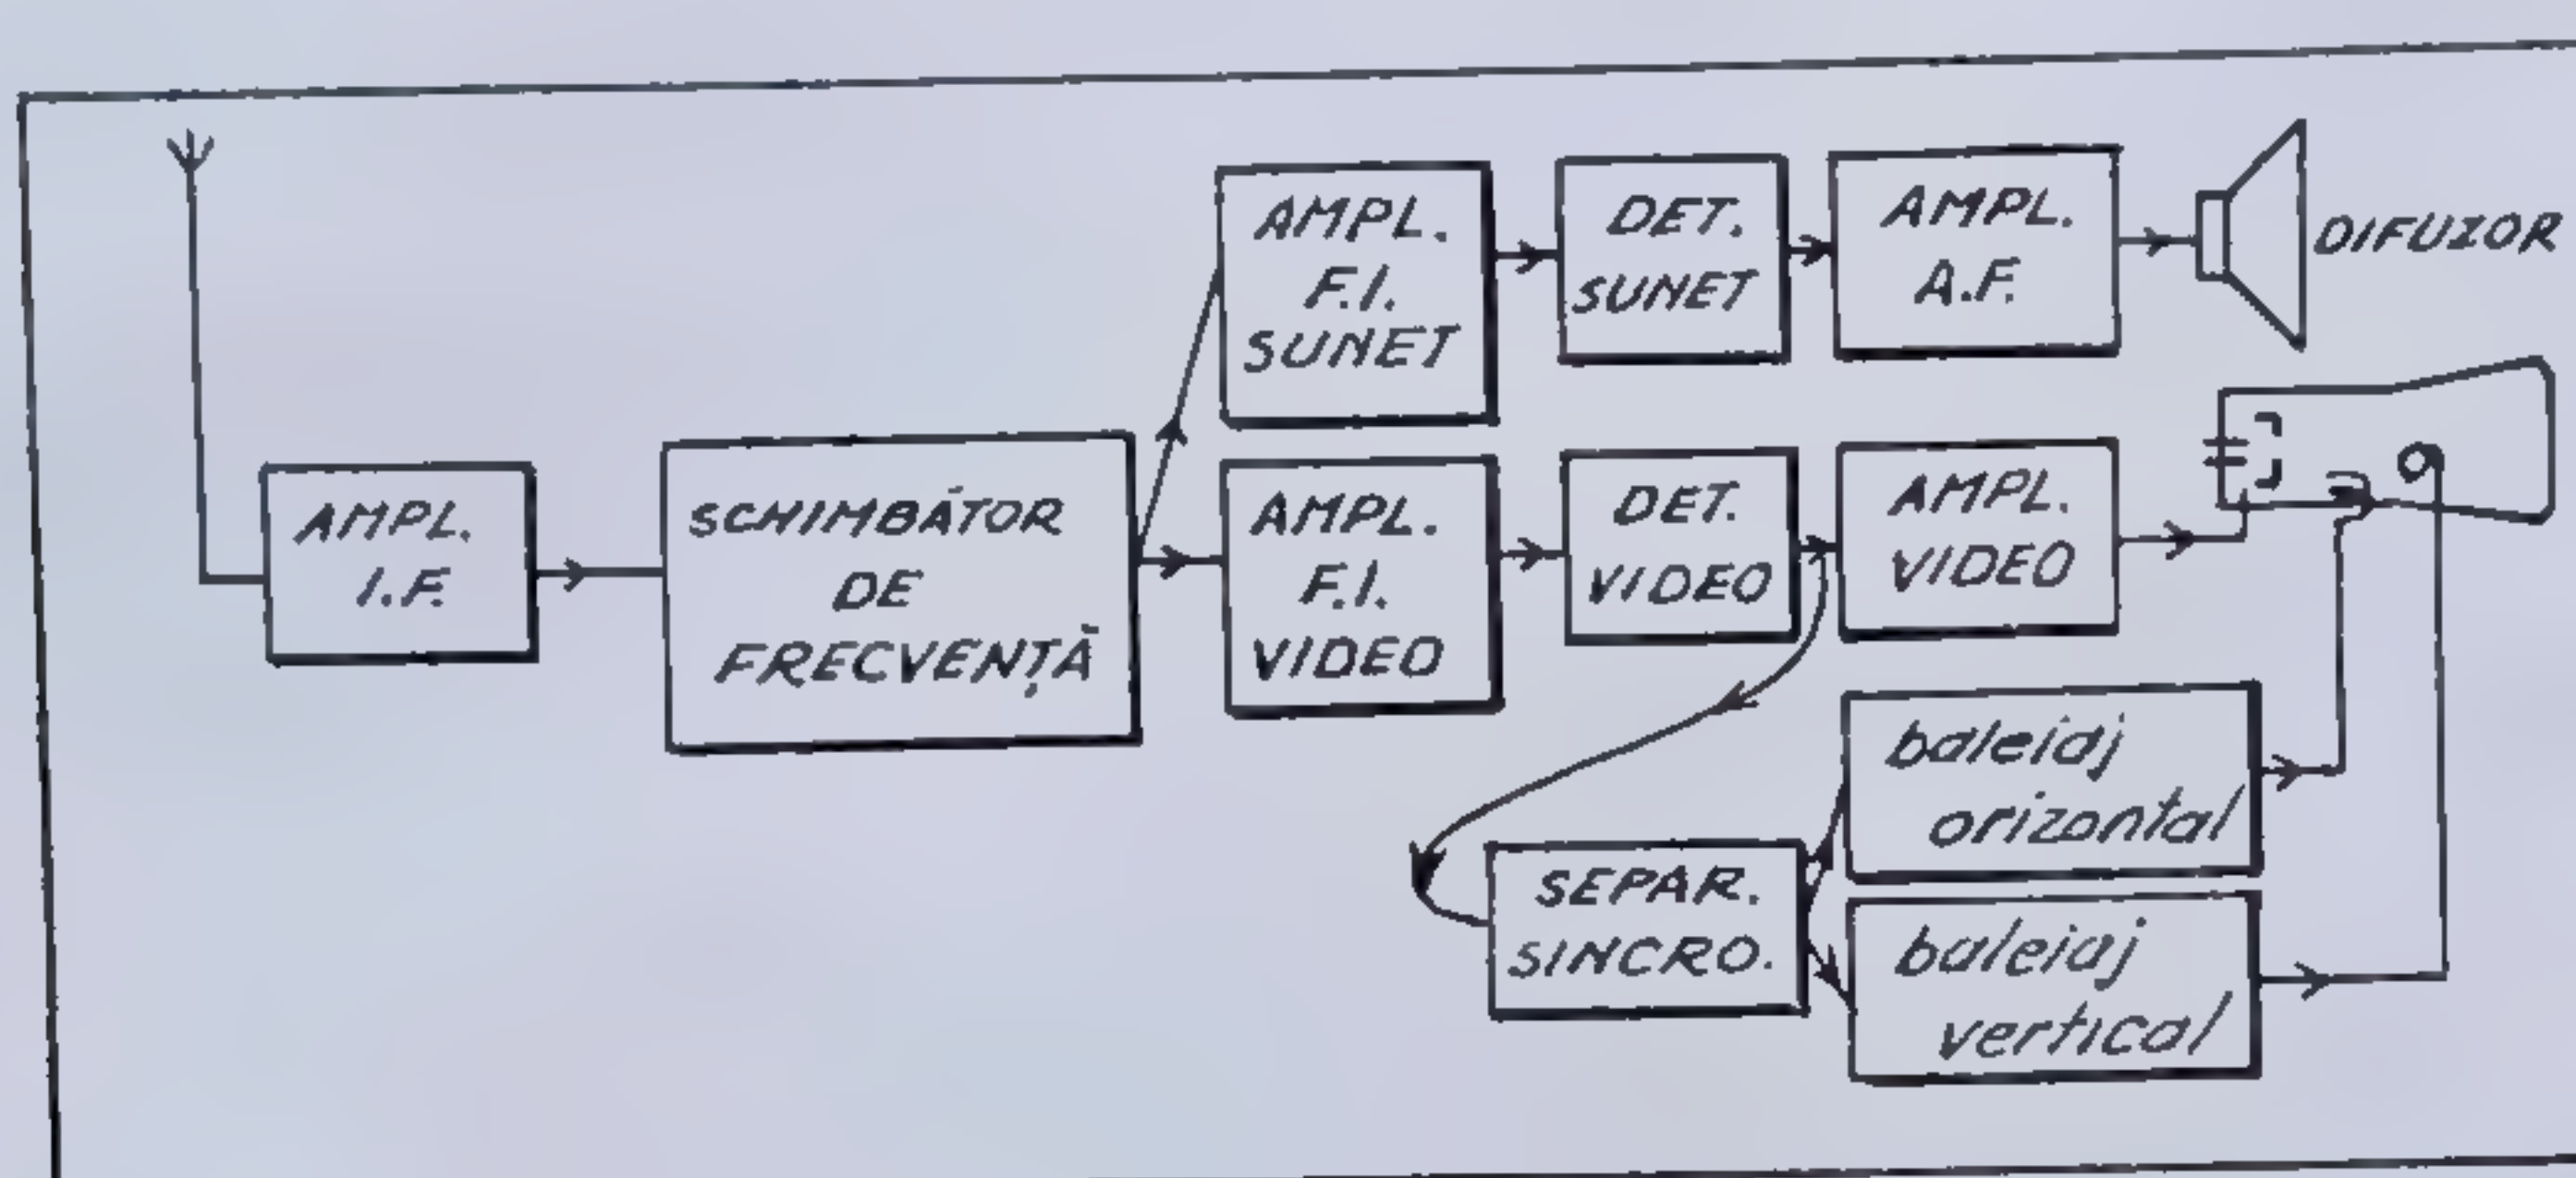 AMPL.
I.F.
SCHIMBĂTOR
DE
FRECVENȚĂ
AMPL.
F.I.
SUNET
DET.
SUNET
AMPL.
A.F.
DIFUZOR
AMPL.
F.I.
VIDEO
DET.
VIDEO
AMPL.
VIDEO
SEPAR.
SINCRO.
baleiaj
orizontal
baleiaj
vertical